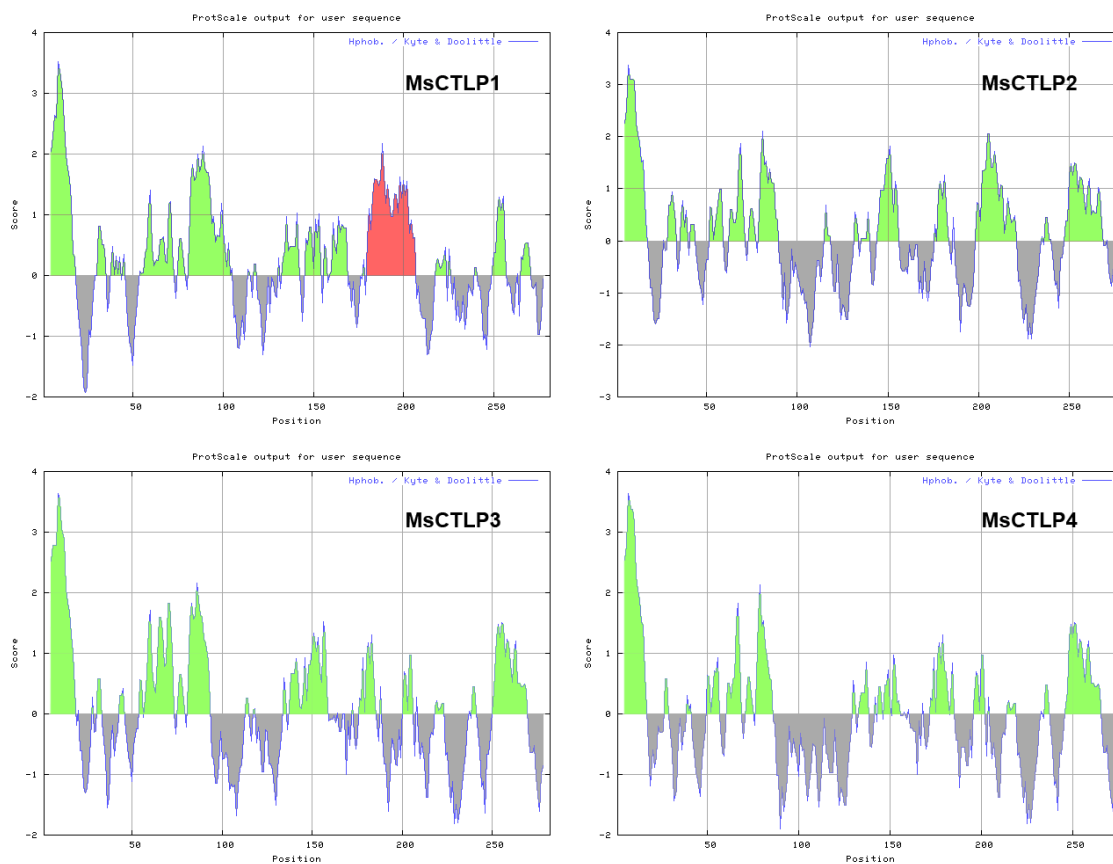 ProtScale output for user sequence
Hphob. / Kyte & Doolittle
MsCTLP1
4
3
2
1
0
-1
-2
Score
50
100
150
200
250
Position
ProtScale output for user sequence
Hphob. / Kyte & Doolittle
MsCTLP2
4
3
2
1
0
-1
-2
-3
Score
50
100
150
200
250
Position
ProtScale output for user sequence
Hphob. / Kyte & Doolittle
MsCTLP3
4
3
2
1
0
-1
-2
Score
50
100
150
200
250
Position
ProtScale output for user sequence
Hphob. / Kyte & Doolittle
MsCTLP4
4
3
2
1
0
-1
-2
Score
50
100
150
200
250
Position